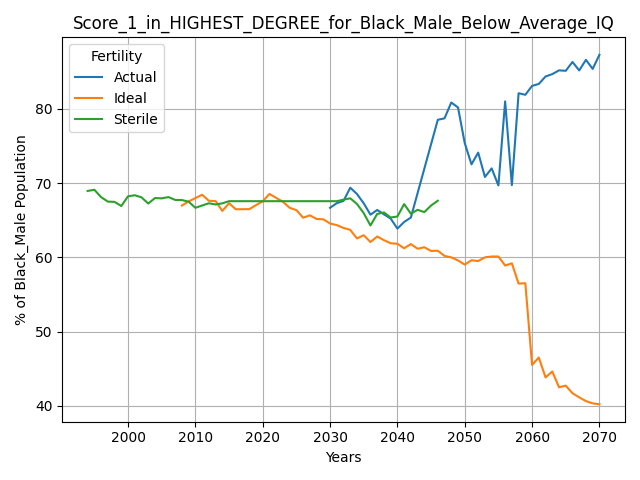 Score_1_in_HIGHEST_DEGREE_for_Black_Male_Below_Average_IQ
Fertility
Actual
Ideal
Sterile
% of Black_Male Population
80
70
60
50
40
2000 2010 2020 2030 2040 2050 2060 2070
Years